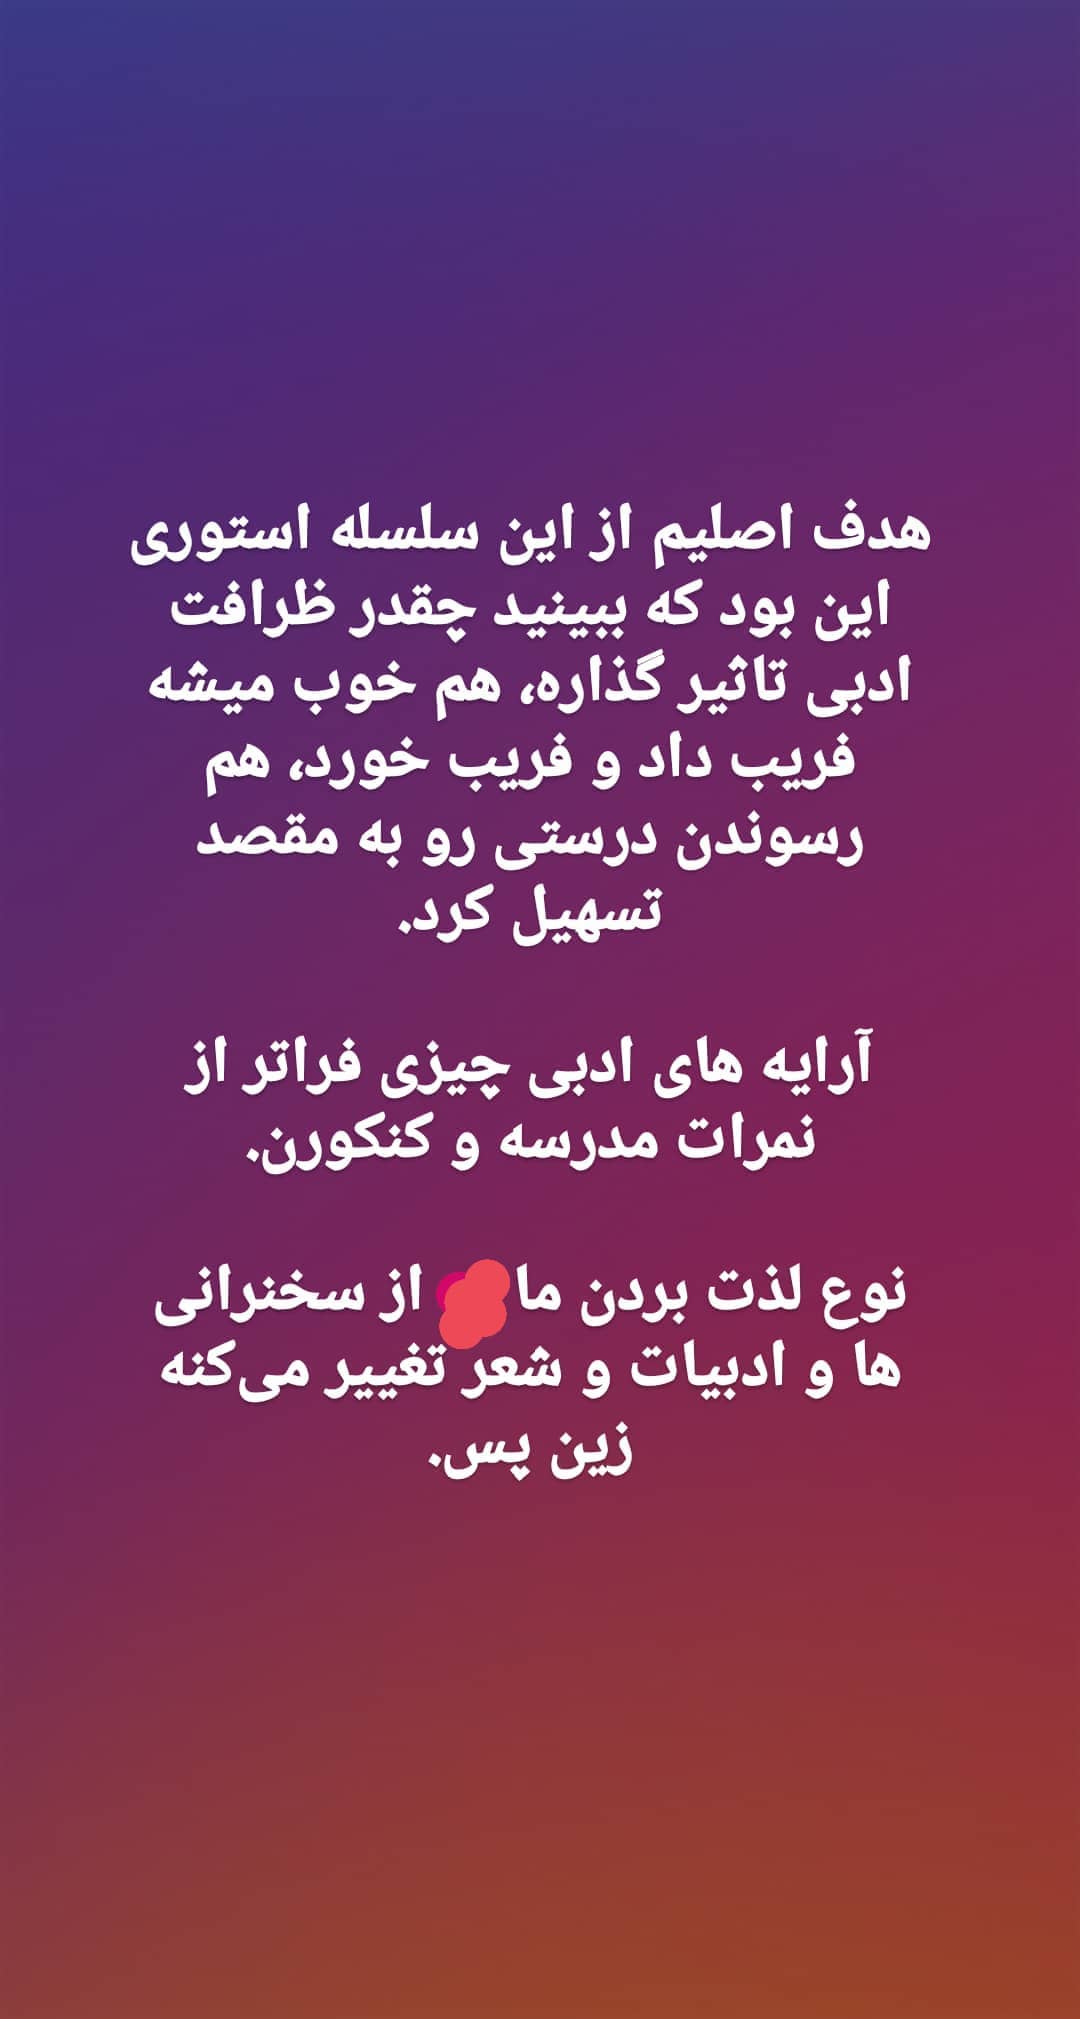 هدف اصلیم از این سلسله استوری
این بود که ببینید چقدر ظرافت
ادبی تاثیر گذاره، هم خوب میشه
فریب داد و فریب خورد، هم
رسوندن درستی رو به مقصد
تسهیل کرد.
آرایه های ادبی چیزی فراتر از
نمرات مدرسه و کنکورن.
نوع لذت بردن ما از سخنرانی
ها و ادبیات و شعر تغییر می‌کنه
زین پس.